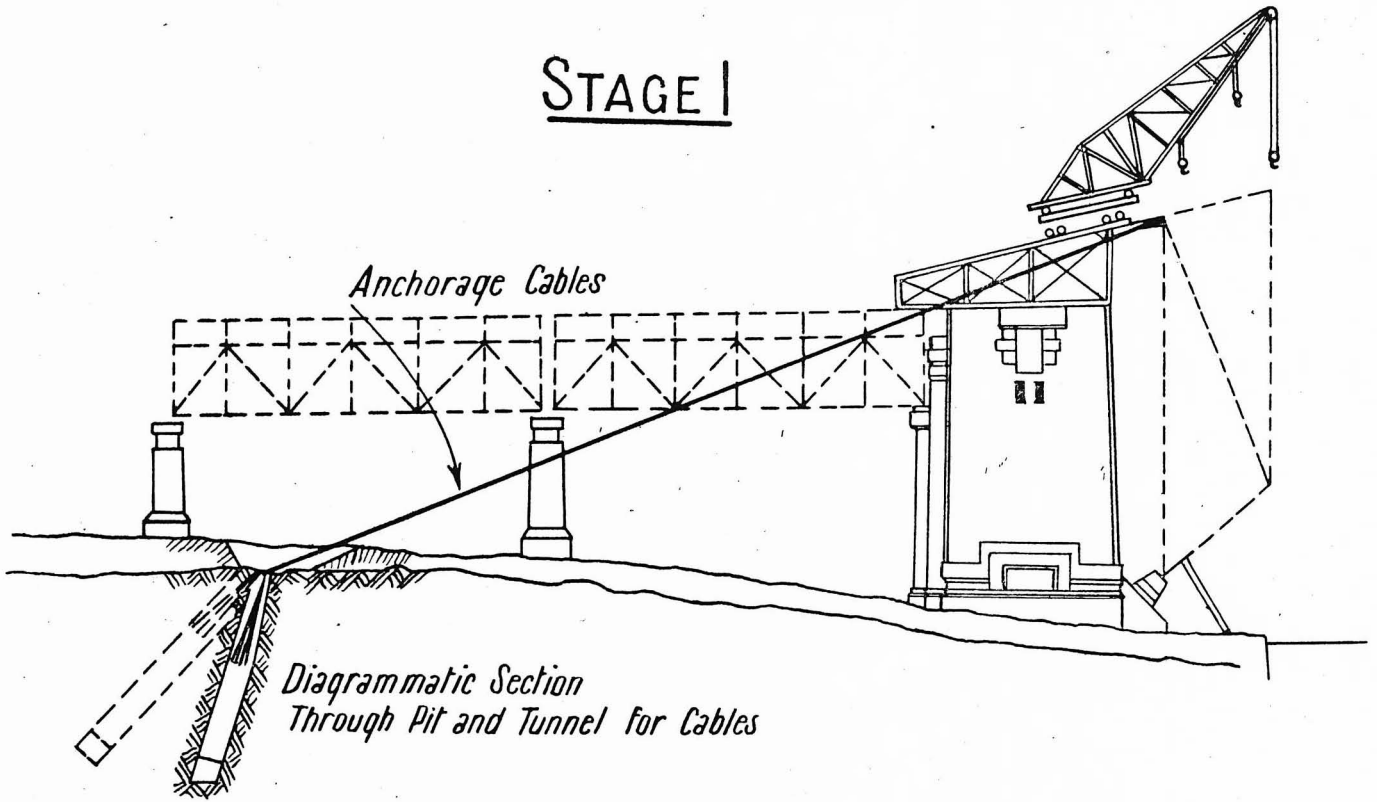 STAGE I
Anchorage Cables
Diagrammatic Section
Through Pit and Tunnel for Cables